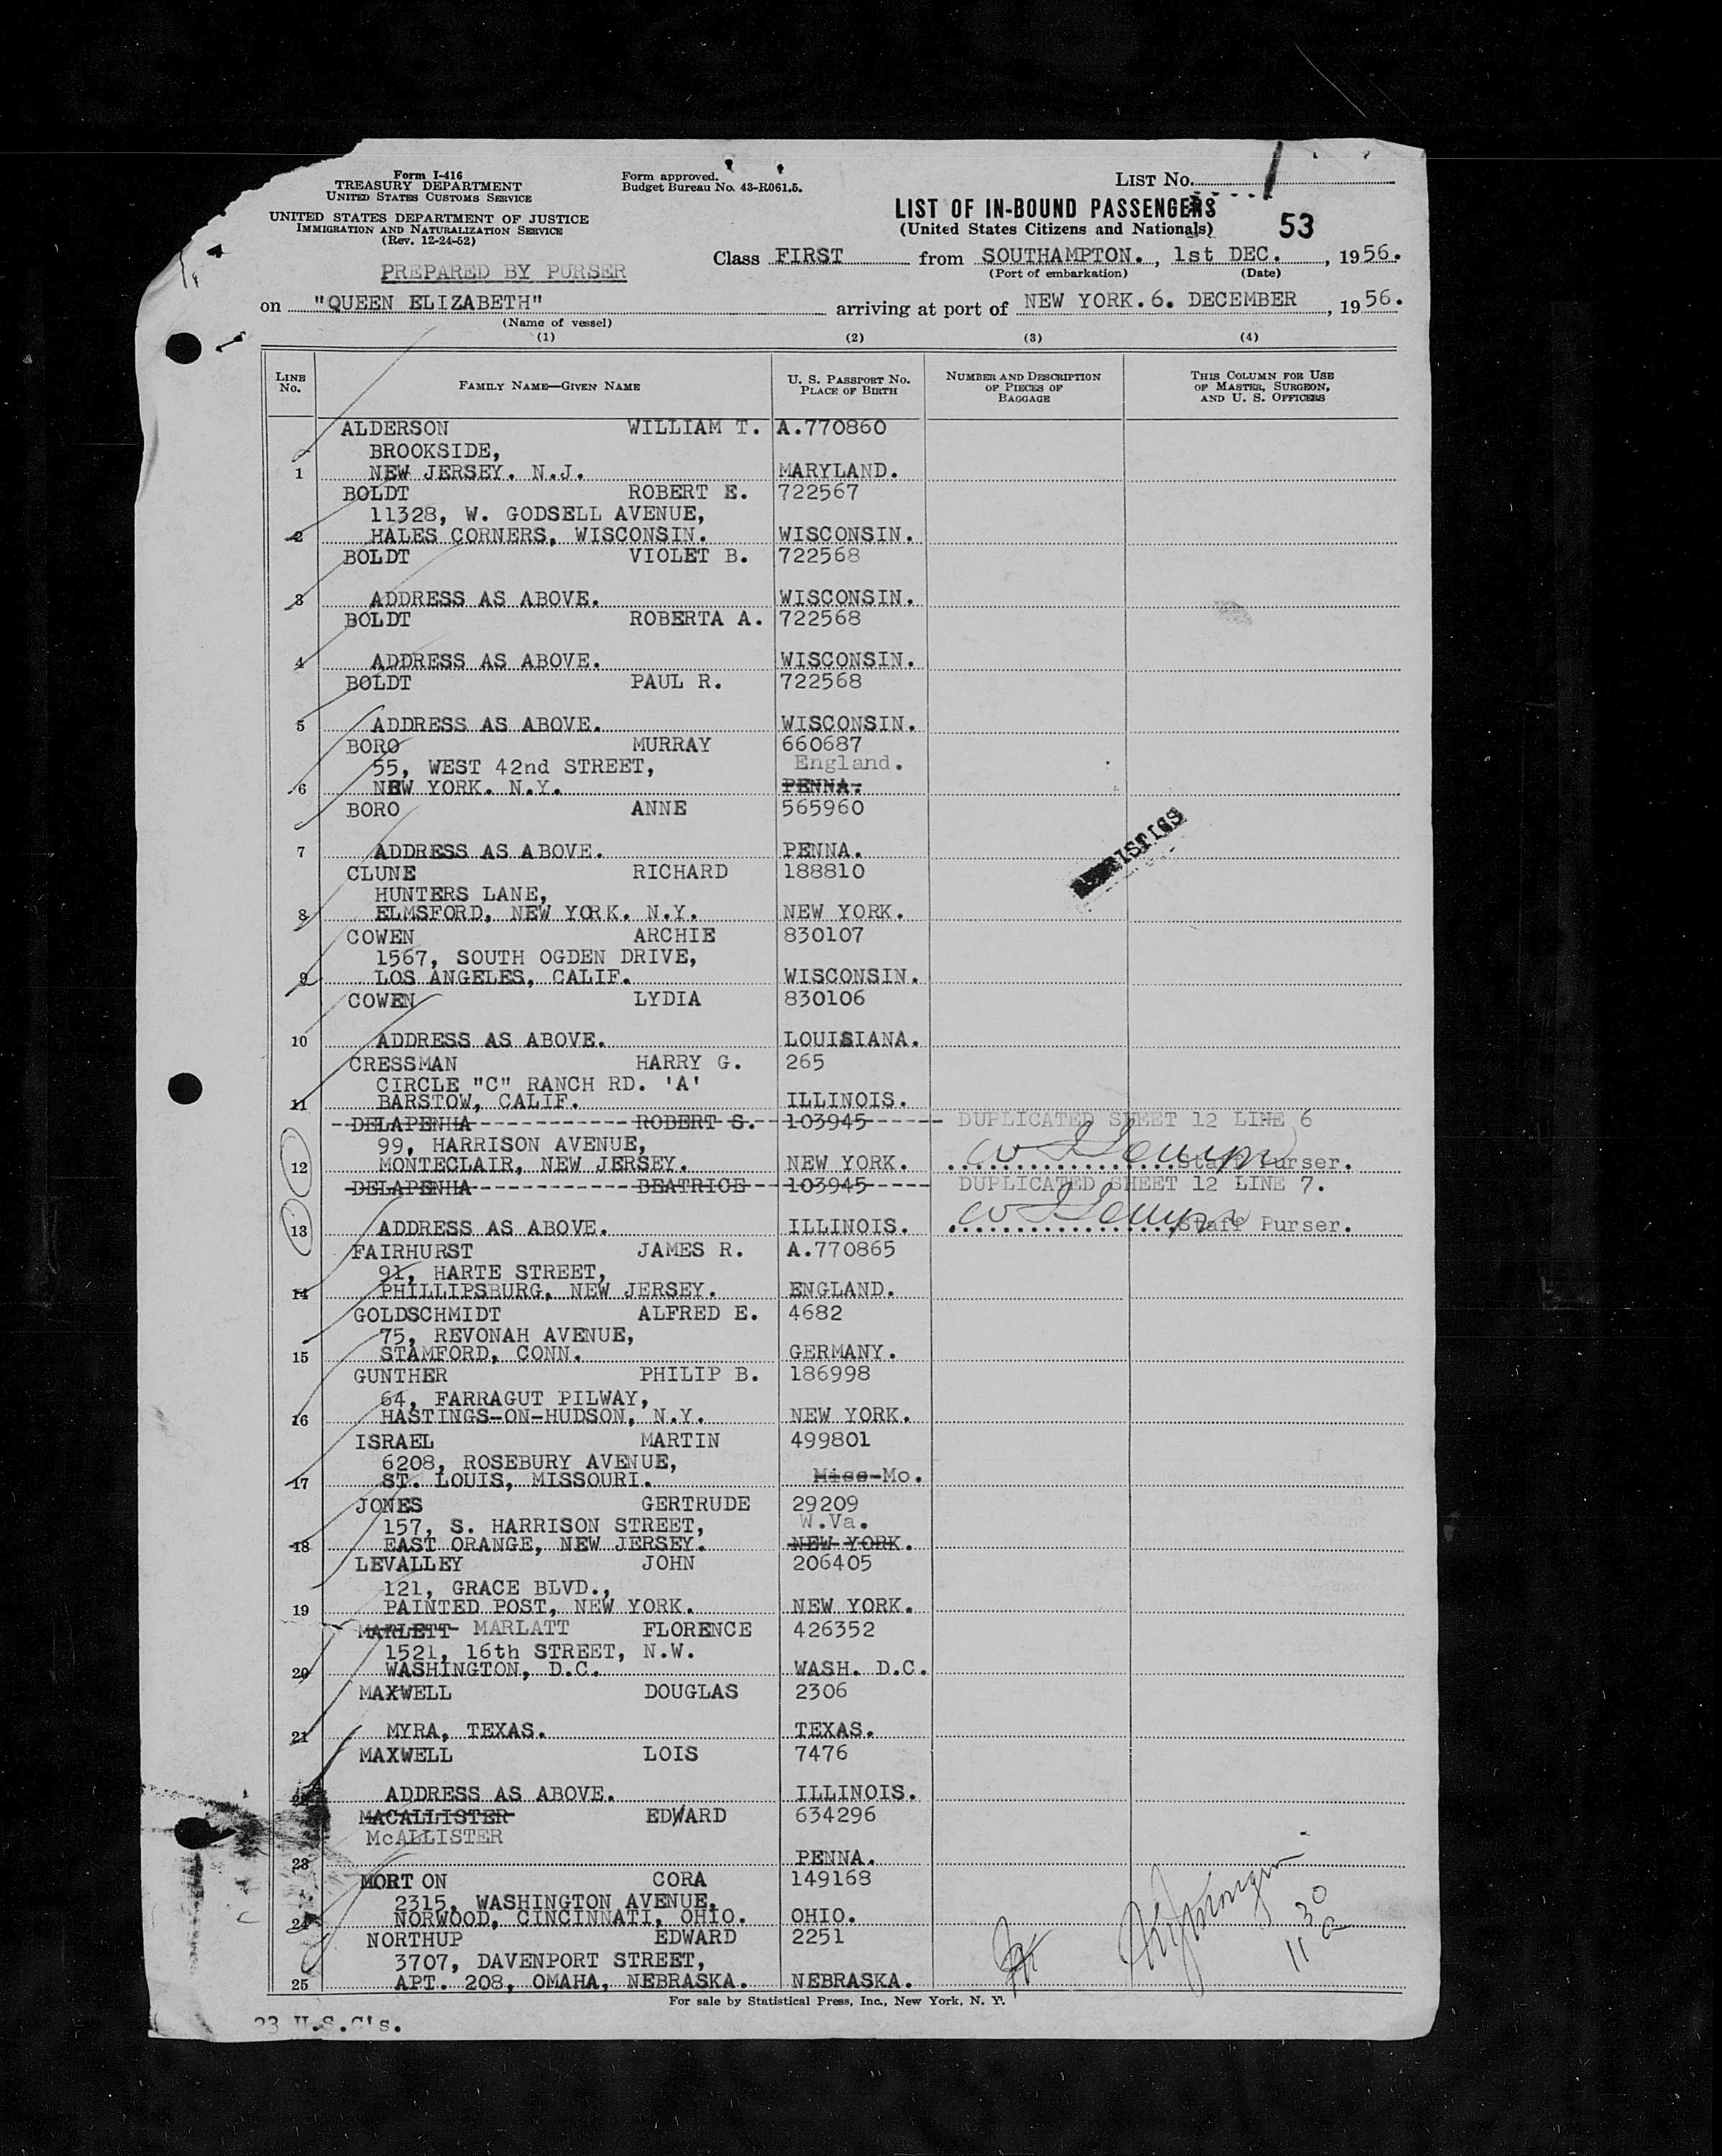 Form I-416
TREASURY DEPARTMENT
UNITED STATES CUSTOMS SERVICE
UNITED STATES DEPARTMENT OF JUSTICE
IMMIGRATION AND NATURALIZATION SERVICE
(Rev. 12-24-52)
Form approved.
Budget Bureau No. 43-R061.5.
LIST NO. 1
LIST OF IN-BOUND PASSENGERS
(United States Citizens and Nationals)
53
PREPARED BY PURSER
Class FIRST from SOUTHAMPTON., 1st DEC., 1956.
(Port of embarkation) (Date)
on "QUEEN ELIZABETH" arriving at port of NEW YORK. 6. DECEMBER, 1956.
(Name of vessel)
(1) (2) (3) (4)
LINE NO. FAMILY NAME—GIVEN NAME U. S. PASSPORT NO. PLACE OF BIRTH NUMBER AND DESCRIPTION OF PIECES OF BAGGAGE THIS COLUMN FOR USE OF MASTER, SURGEON, AND U. S. OFFICERS
ALDERSON WILLIAM T. A.770860
BROOKSIDE,
1 NEW JERSEY. N.J. MARYLAND.
BOLDT ROBERT E. 722567
11328, W. GODSELL AVENUE,
2 HALES CORNERS, WISCONSIN. WISCONSIN.
BOLDT VIOLET B. 722568
3 ADDRESS AS ABOVE. WISCONSIN.
BOLDT ROBERTA A. 722568
4 ADDRESS AS ABOVE. WISCONSIN.
BOLDT PAUL R. 722568
5 ADDRESS AS ABOVE. WISCONSIN.
BORO MURRAY 660687
55, WEST 42nd STREET, England.
6 NEW YORK. N.Y. PENNA.
BORO ANNE 565960
7 ADDRESS AS ABOVE. PENNA.
CLUNE RICHARD 188810
HUNTERS LANE,
8 ELMSFORD, NEW YORK. N.Y. NEW YORK.
COWEN ARCHIE 830107
1567, SOUTH OGDEN DRIVE,
9 LOS ANGELES, CALIF. WISCONSIN.
COWEN LYDIA 830106
10 ADDRESS AS ABOVE. LOUISIANA.
CRESSMAN HARRY G. 265
CIRCLE "C" RANCH RD. 'A'
11 BARSTOW, CALIF. ILLINOIS.
DELAPENHA ROBERT S. 103945 DUPLICATED SHEET 12 LINE 6
99, HARRISON AVENUE,
12 MONTECLAIR, NEW JERSEY. NEW YORK. Staff Purser.
DELAPENHA BEATRICE 103945 DUPLICATED SHEET 12 LINE 7.
13 ADDRESS AS ABOVE. ILLINOIS. Staff Purser.
FAIRHURST JAMES R. A.770865
91, HARTE STREET,
14 PHILLIPSBURG, NEW JERSEY. ENGLAND.
GOLDSCHMIDT ALFRED E. 4682
75, REVONAH AVENUE,
15 STAMFORD, CONN. GERMANY.
GUNTHER PHILIP B. 186998
64, FARRAGUT PILWAY,
16 HASTINGS-ON-HUDSON, N.Y. NEW YORK.
ISRAEL MARTIN 499801
6208, ROSEBURY AVENUE,
17 ST. LOUIS, MISSOURI. Miss-Mo.
JONES GERTRUDE 29209
157, S. HARRISON STREET, W.Va.
18 EAST ORANGE, NEW JERSEY. NEW YORK.
LEVALLEY JOHN 206405
121, GRACE BLVD.,
19 PAINTED POST, NEW YORK. NEW YORK.
MARLETT MARLATT FLORENCE 426352
1521, 16th STREET, N.W.
20 WASHINGTON, D.C. WASH. D.C.
MAXWELL DOUGLAS 2306
21 MYRA, TEXAS. TEXAS.
MAXWELL LOIS 7476
22 ADDRESS AS ABOVE. ILLINOIS.
MACALLISTER EDWARD 634296
McALLISTER
23 PENNA.
MORTON CORA 149168
2315, WASHINGTON AVENUE,
24 NORWOOD, CINCINNATI, OHIO. OHIO.
NORTHUP EDWARD 2251
3707, DAVENPORT STREET,
25 APT. 208, OMAHA, NEBRASKA. NEBRASKA.
11 30 a
For sale by Statistical Press, Inc., New York, N. Y.
23 U.S.C's.